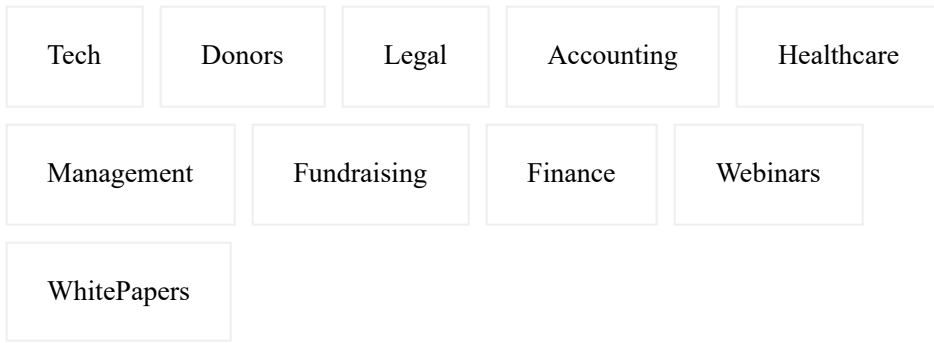 Tech Donors Legal Accounting Healthcare
Management Fundraising Finance Webinars
WhitePapers